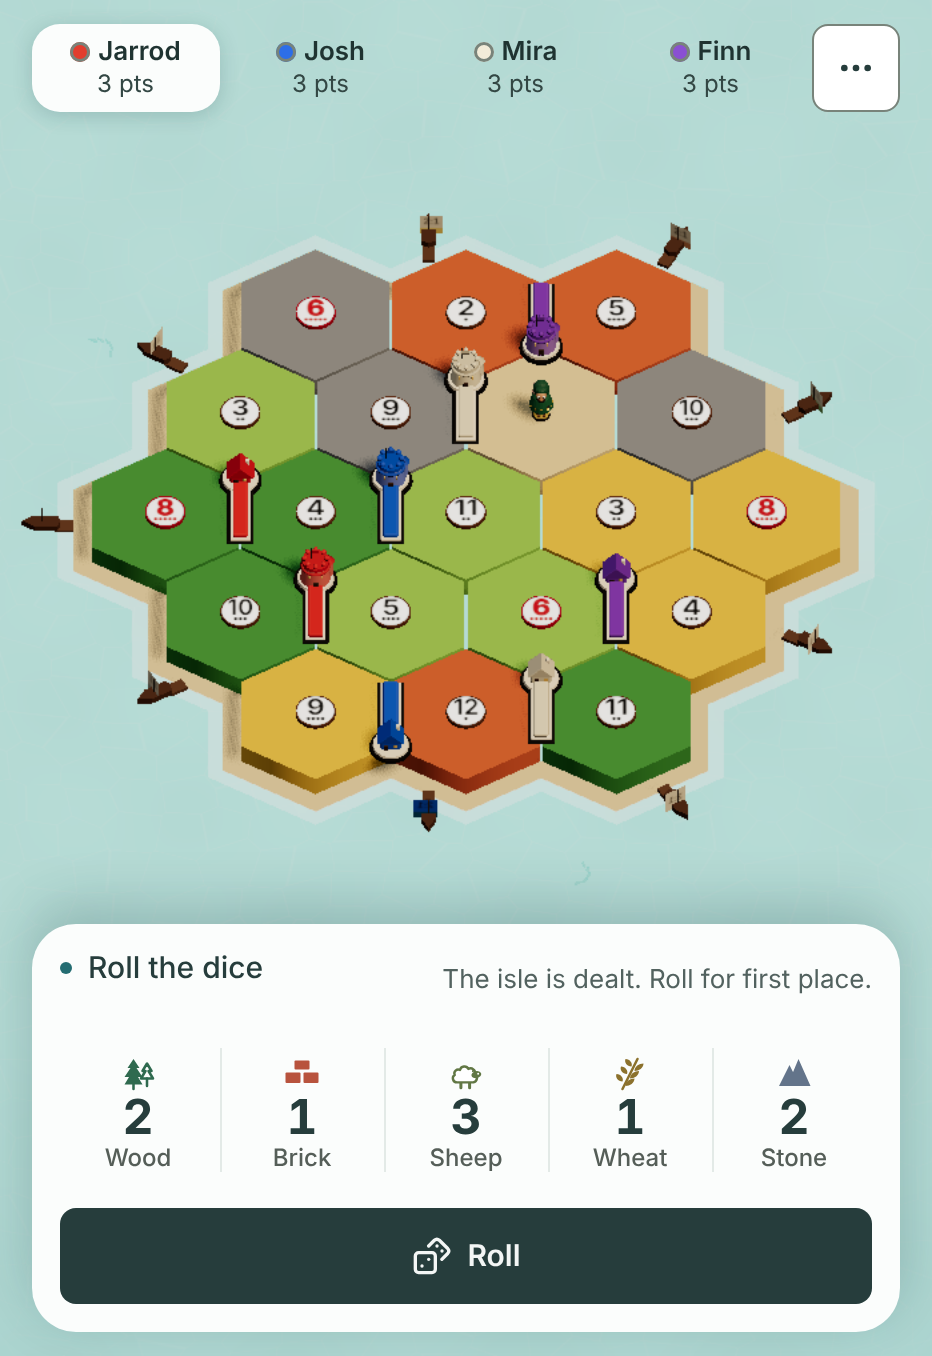 Jarrod
3 pts
Josh
3 pts
Mira
3 pts
Finn
3 pts
6
2
5
3
9
10
8
4
11
3
8
10
5
6
4
9
12
11
Roll the dice
The isle is dealt. Roll for first place.
2
Wood
1
Brick
3
Sheep
1
Wheat
2
Stone
Roll